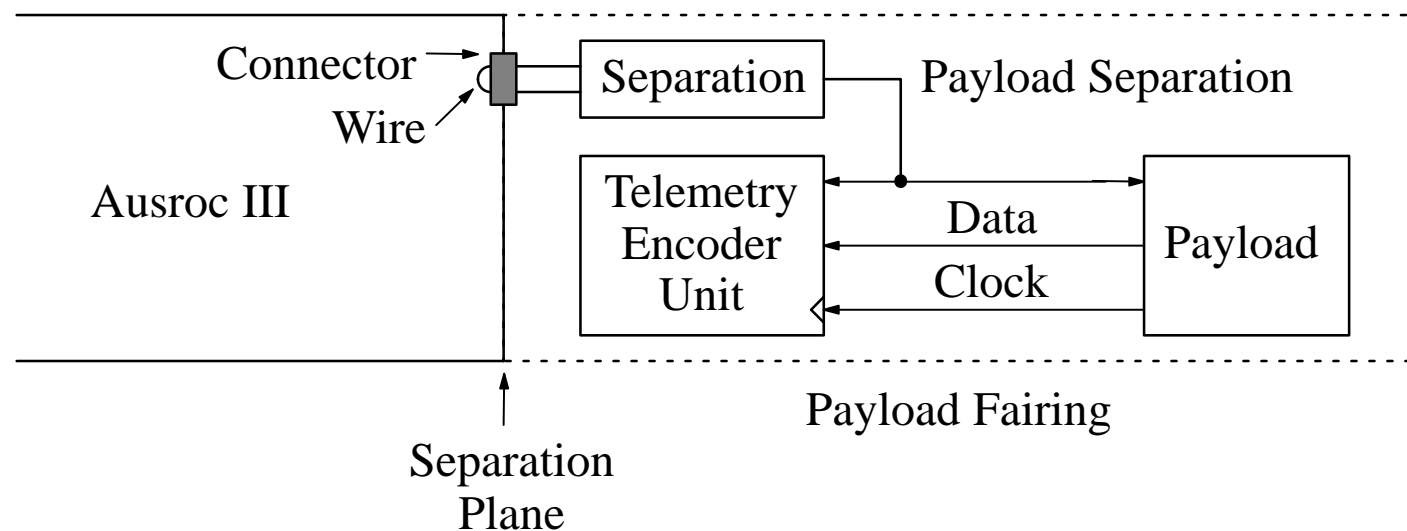 Connector
Wire
Separation
Payload Separation
Ausroc III
Telemetry
Encoder
Unit
Data
Clock
Payload
Payload Fairing
Separation
Plane